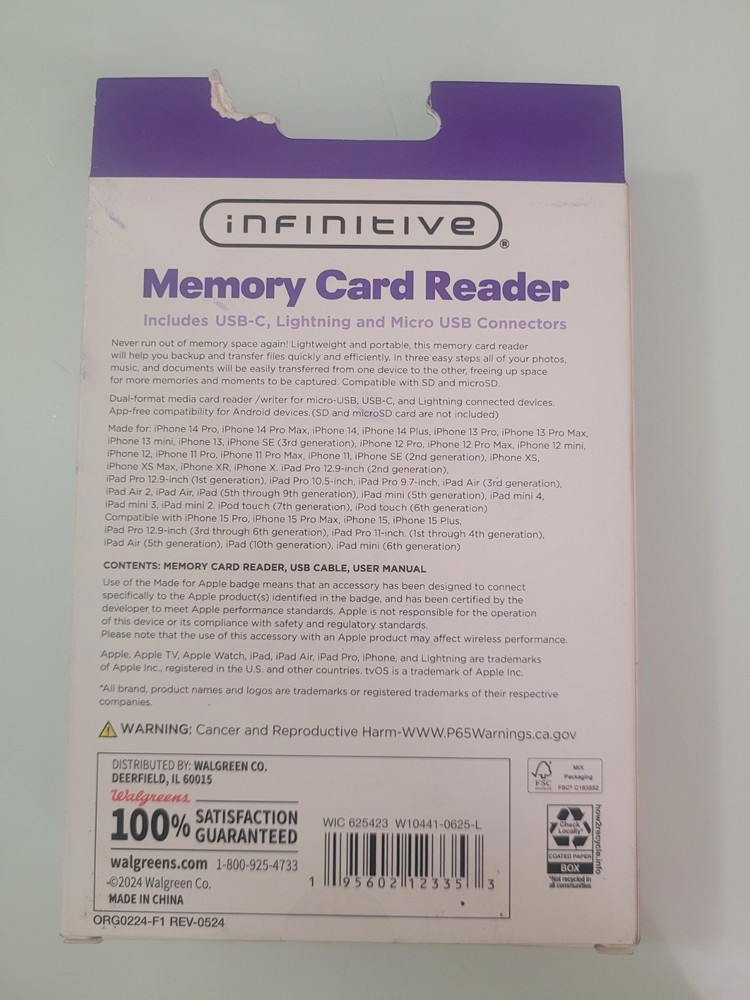 infinitive®
Memory Card Reader
Includes USB-C, Lightning and Micro USB Connectors
Never run out of memory space again! Lightweight and portable, this memory card reader
will help you backup and transfer files quickly and efficiently. In three easy steps all of your photos,
music, and documents will be easily transferred from one device to the other, freeing up space
for more memories and moments to be captured. Compatible with SD and microSD.
Dual-format media card reader /writer for micro-USB, USB-C, and Lightning connected devices.
App-free compatibility for Android devices.(SD and microSD card are not included)
Made for: iPhone 14 Pro, iPhone 14 Pro Max, iPhone 14, iPhone 14 Plus, iPhone 13 Pro, iPhone 13 Pro Max,
iPhone 13 mini, iPhone 13, iPhone SE (3rd generation), iPhone 12 Pro, iPhone 12 Pro Max, iPhone 12 mini,
iPhone 12, iPhone 11 Pro, iPhone 11 Pro Max, iPhone 11, iPhone SE (2nd generation), iPhone XS,
iPhone XS Max, iPhone XR, iPhone X. iPad Pro 12.9-inch (2nd generation),
iPad Pro 12.9-inch (1st generation), iPad Pro 10.5-inch, iPad Pro 9.7-inch, iPad Air (3rd generation),
iPad Air 2, iPad Air, iPad (5th through 9th generation), iPad mini (5th generation), iPad mini 4,
iPad mini 3, iPad mini 2. iPod touch (7th generation), iPod touch (6th generation)
Compatible with iPhone 15 Pro, iPhone 15 Pro Max, iPhone 15, iPhone 15 Plus,
iPad Pro 12.9-inch (3rd through 6th generation), iPad Pro 11-inch. (1st through 4th generation),
iPad Air (5th generation), iPad (10th generation), iPad mini (6th generation)
CONTENTS: MEMORY CARD READER, USB CABLE, USER MANUAL
Use of the Made for Apple badge means that an accessory has been designed to connect
specifically to the Apple product(s) identified in the badge, and has been certified by the
developer to meet Apple performance standards. Apple is not responsible for the operation
of this device or its compliance with safety and regulatory standards.
Please note that the use of this accessory with an Apple product may affect wireless performance.
Apple, Apple TV, Apple Watch, iPad, iPad Air, iPad Pro, iPhone, and Lightning are trademarks
of Apple Inc., registered in the U.S. and other countries. tvOS is a trademark of Apple Inc.
*All brand, product names and logos are trademarks or registered trademarks of their respective
companies.
WARNING: Cancer and Reproductive Harm-WWW.P65Warnings.ca.gov
DISTRIBUTED BY: WALGREEN CO.
DEERFIELD, IL 60015
Walgreens
100% SATISFACTION
GUARANTEED
walgreens.com 1-800-925-4733
©2024 Walgreen Co.
MADE IN CHINA
WIC 625423 W10441-0625-L
1 95602 12335 3
FSC
MIX
Packaging
FSC® C183552
Check
Locally*
COATED PAPER
BOX
*Not recycled in
all communities
how2recycle.info
ORG0224-F1 REV-0524